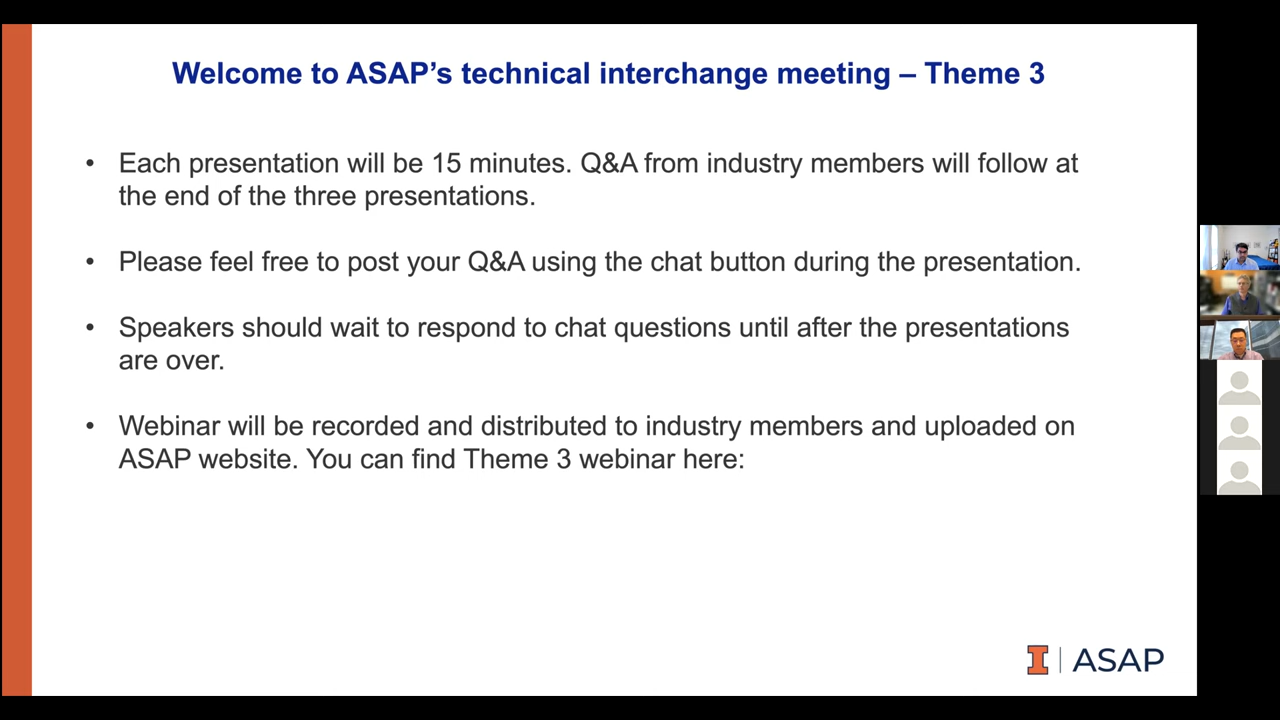 Welcome to ASAP’s technical interchange meeting – Theme 3
• Each presentation will be 15 minutes. Q&A from industry members will follow at
the end of the three presentations.
• Please feel free to post your Q&A using the chat button during the presentation.
• Speakers should wait to respond to chat questions until after the presentations
are over.
• Webinar will be recorded and distributed to industry members and uploaded on
ASAP website. You can find Theme 3 webinar here:
I | ASAP